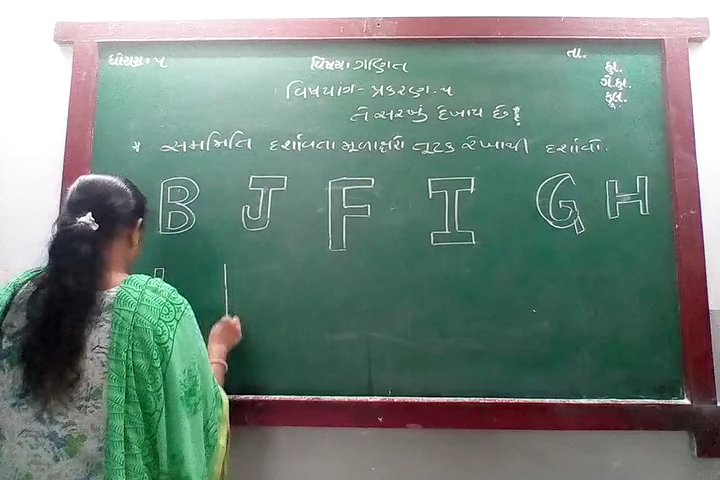 ધોરણ: ૫ વિષય: ગણિત તા.
વિષયાંગ - પ્રકરણ-૫ હા.
તે સરખું દેખાય છે! ગે.હા.
કુલ.
* સમમિતિ દર્શાવતા મૂળાક્ષરો તૂટક રેખાથી દર્શાવો.
B J F I G H